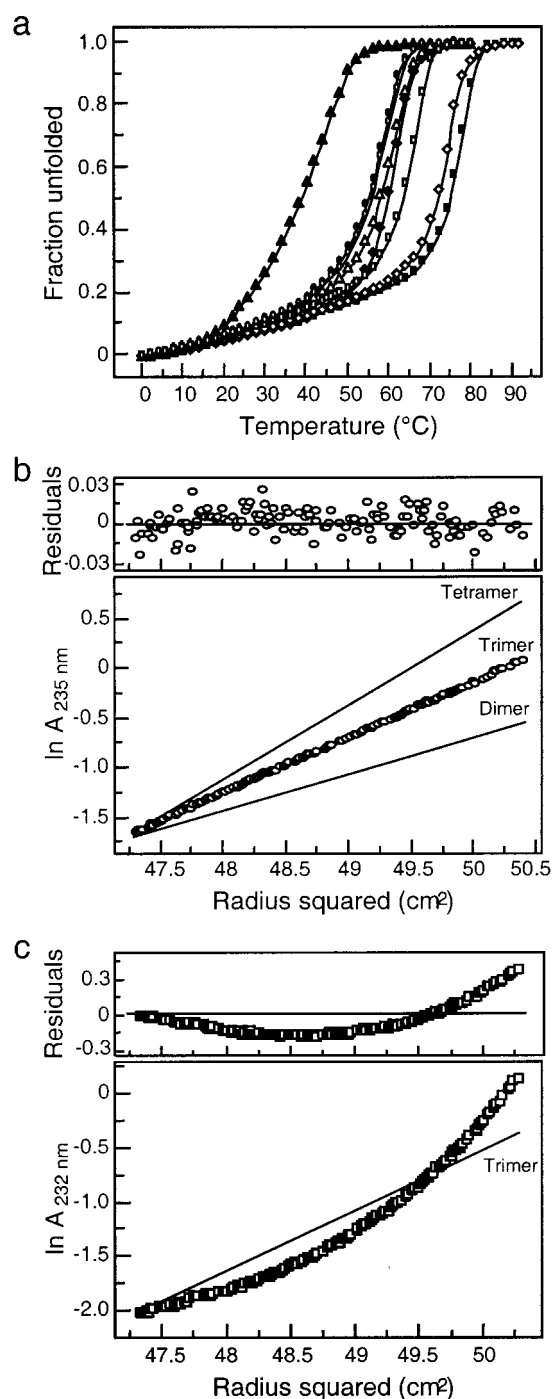 a
1.0
0.8
0.6
0.4
0.2
0
Fraction unfolded
0 10 20 30 40 50 60 70 80 90
Temperature (°C)
b
0.03
0
-0.03
Residuals
0.5
0
-0.5
-1.0
-1.5
ln A 235 nm
Tetramer
Trimer
Dimer
47.5 48 48.5 49 49.5 50 50.5
Radius squared (cm2)
c
0.3
0
-0.3
Residuals
0
-0.5
-1.0
-1.5
-2.0
ln A 232 nm
Trimer
47.5 48 48.5 49 49.5 50
Radius squared (cm2)